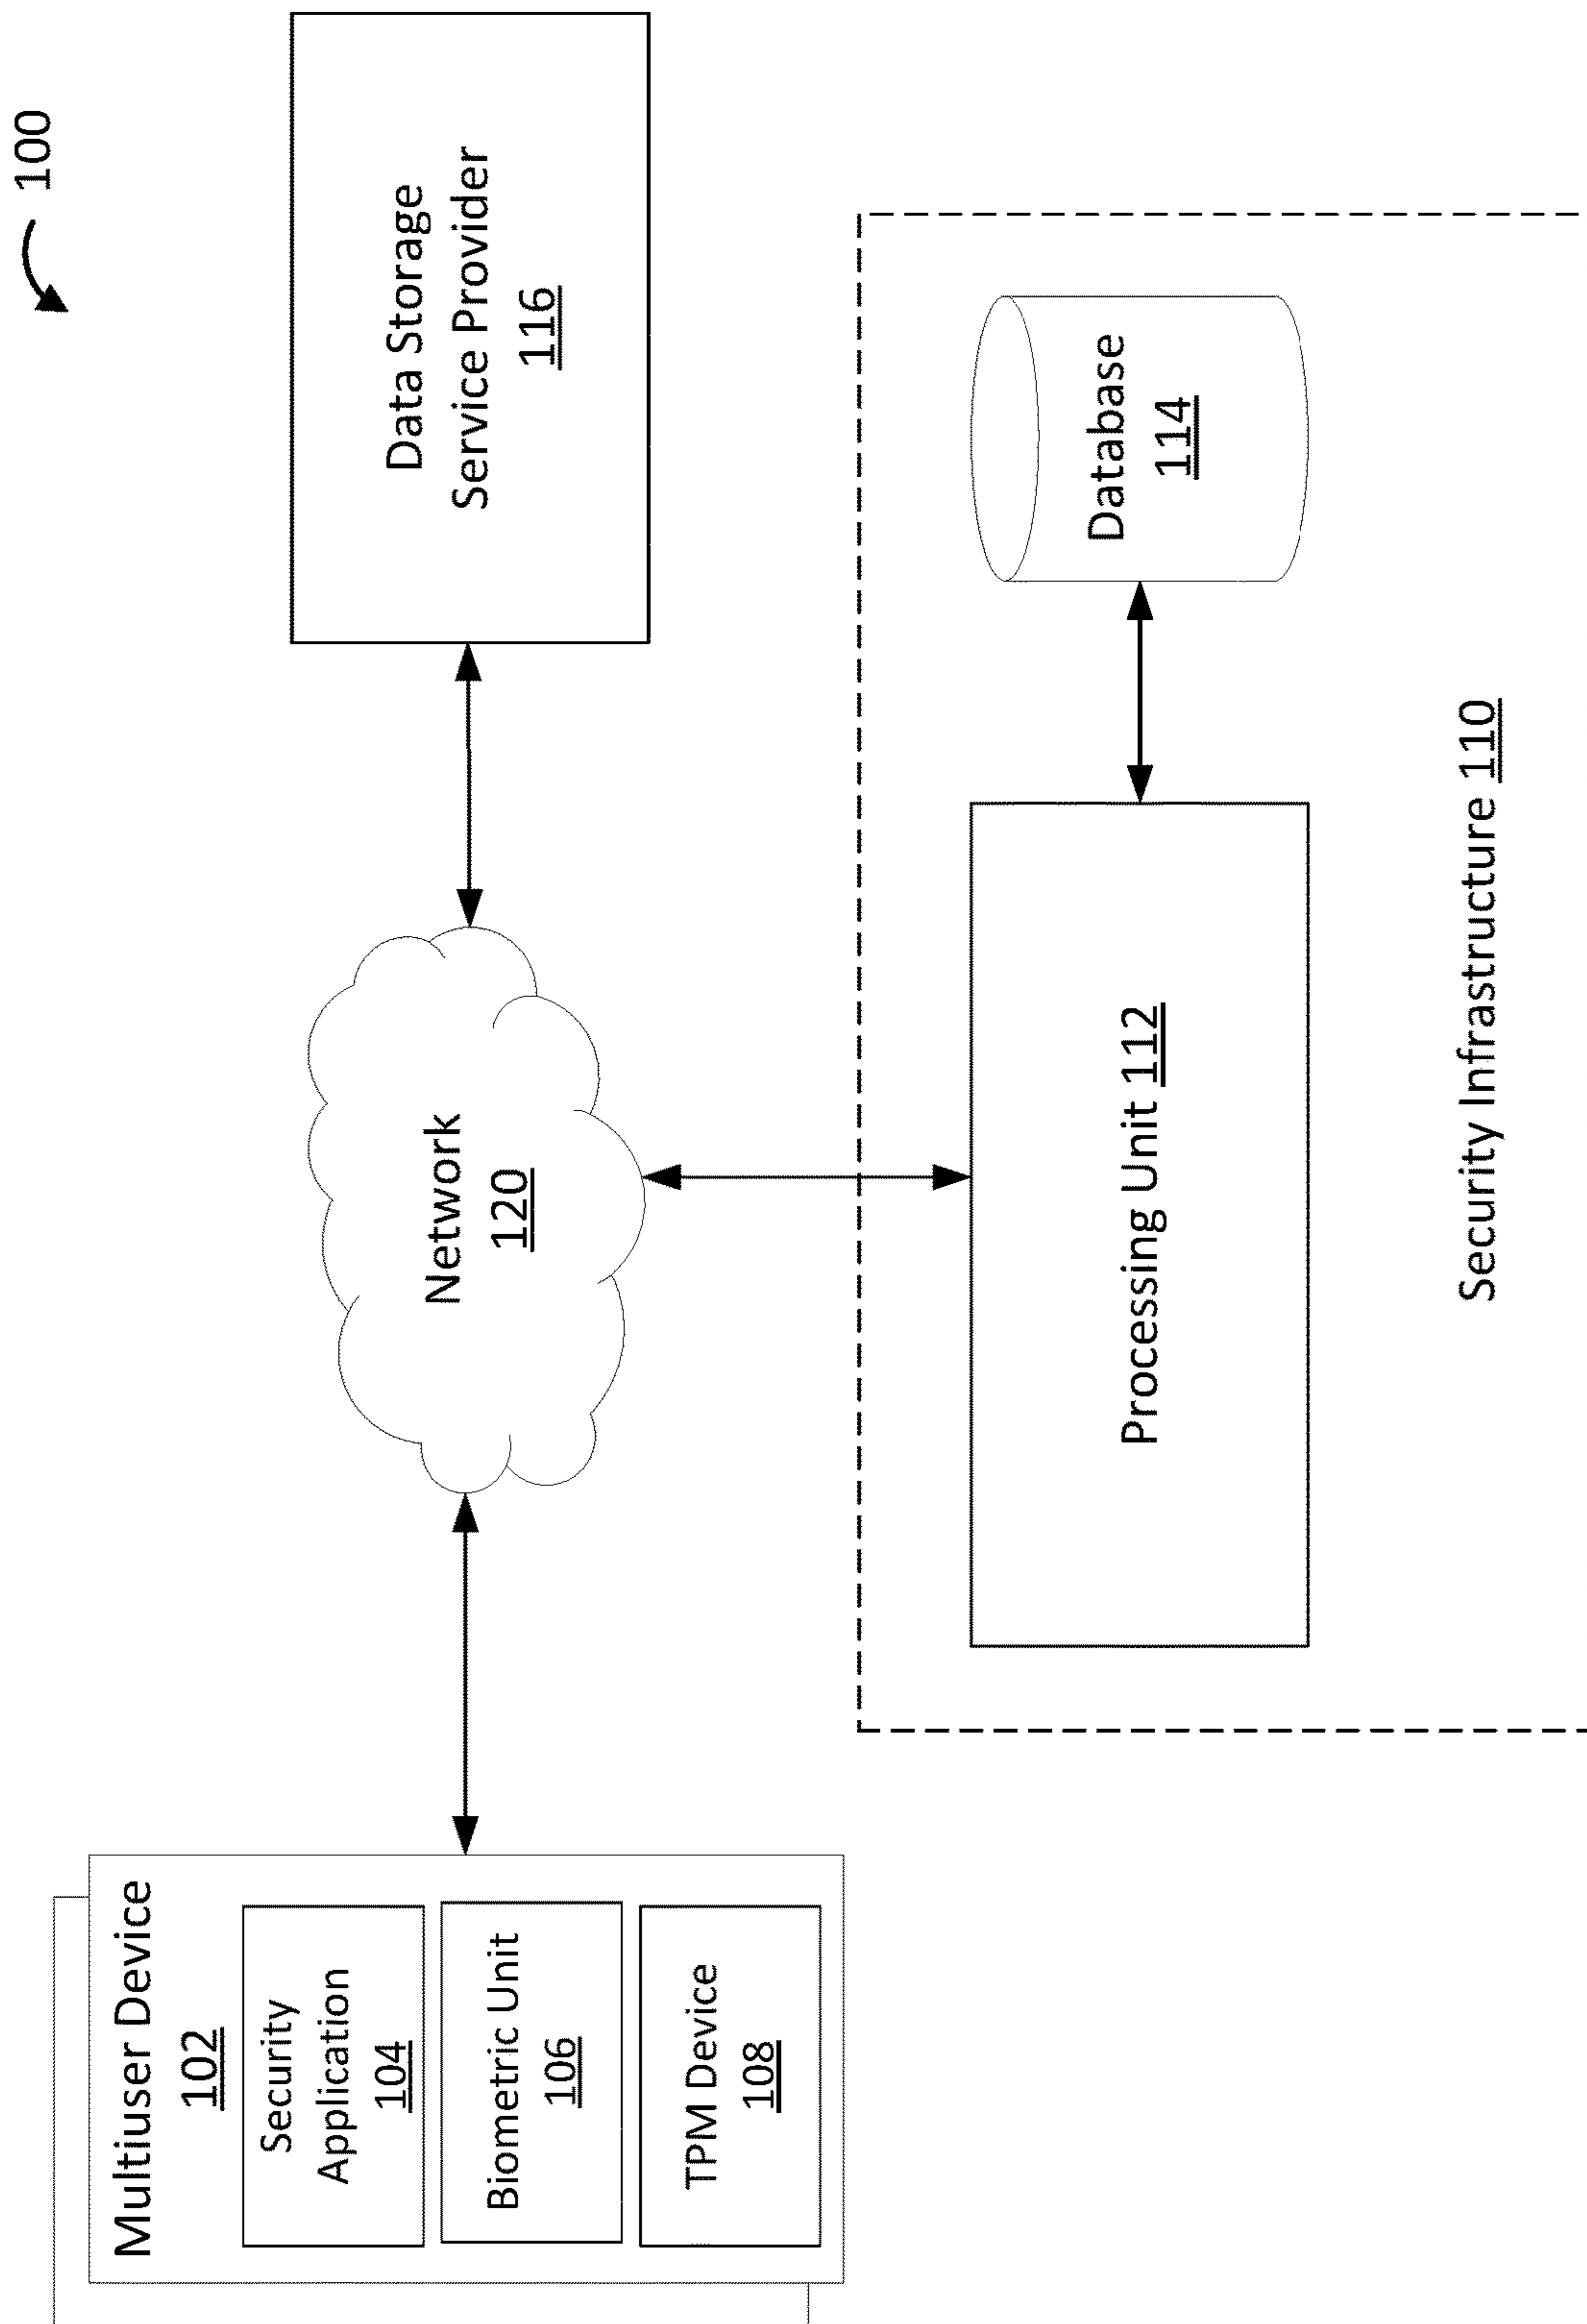 100
Multiuser Device
102
Security
Application
104
Biometric Unit
106
TPM Device
108
Network
120
Data Storage
Service Provider
116
Processing Unit 112
Database
114
Security Infrastructure 110